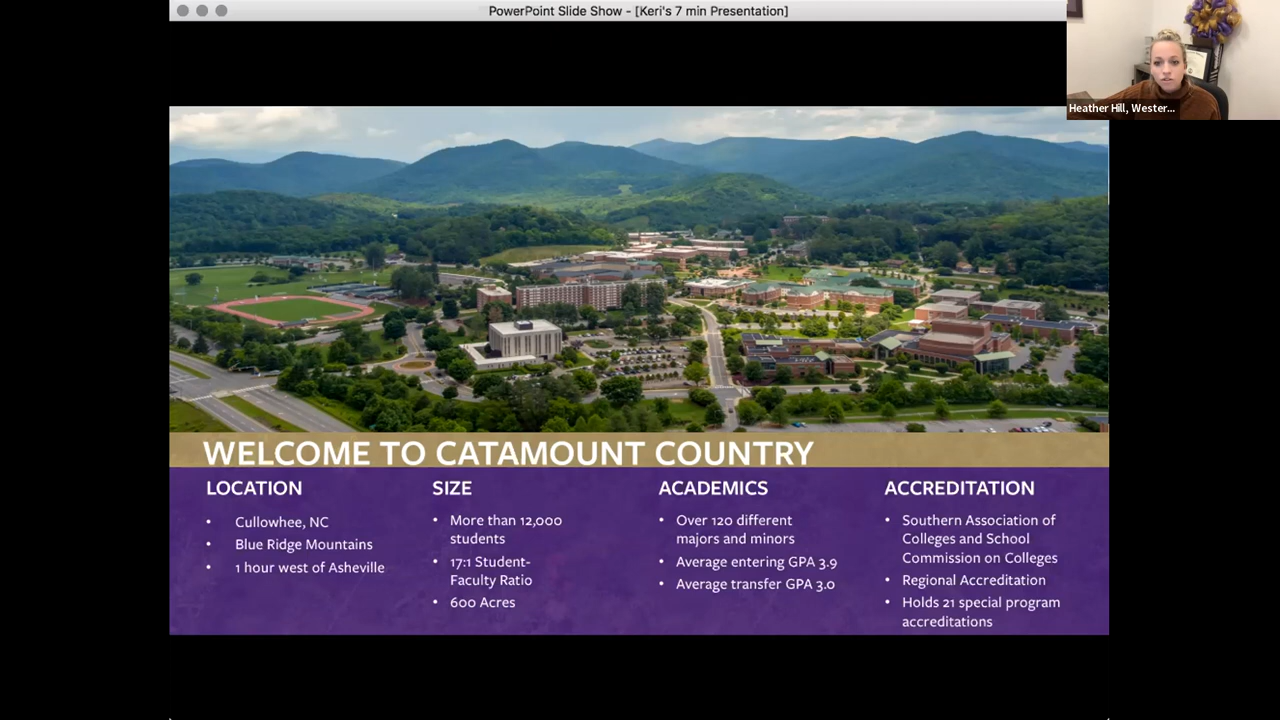 PowerPoint Slide Show - [Keri's 7 min Presentation]
Heather Hill, Wester...
WELCOME TO CATAMOUNT COUNTRY
LOCATION
• Cullowhee, NC
• Blue Ridge Mountains
• 1 hour west of Asheville
SIZE
• More than 12,000
students
• 17:1 Student-
Faculty Ratio
• 600 Acres
ACADEMICS
• Over 120 different
majors and minors
• Average entering GPA 3.9
• Average transfer GPA 3.0
ACCREDITATION
• Southern Association of
Colleges and School
Commission on Colleges
• Regional Accreditation
• Holds 21 special program
accreditations